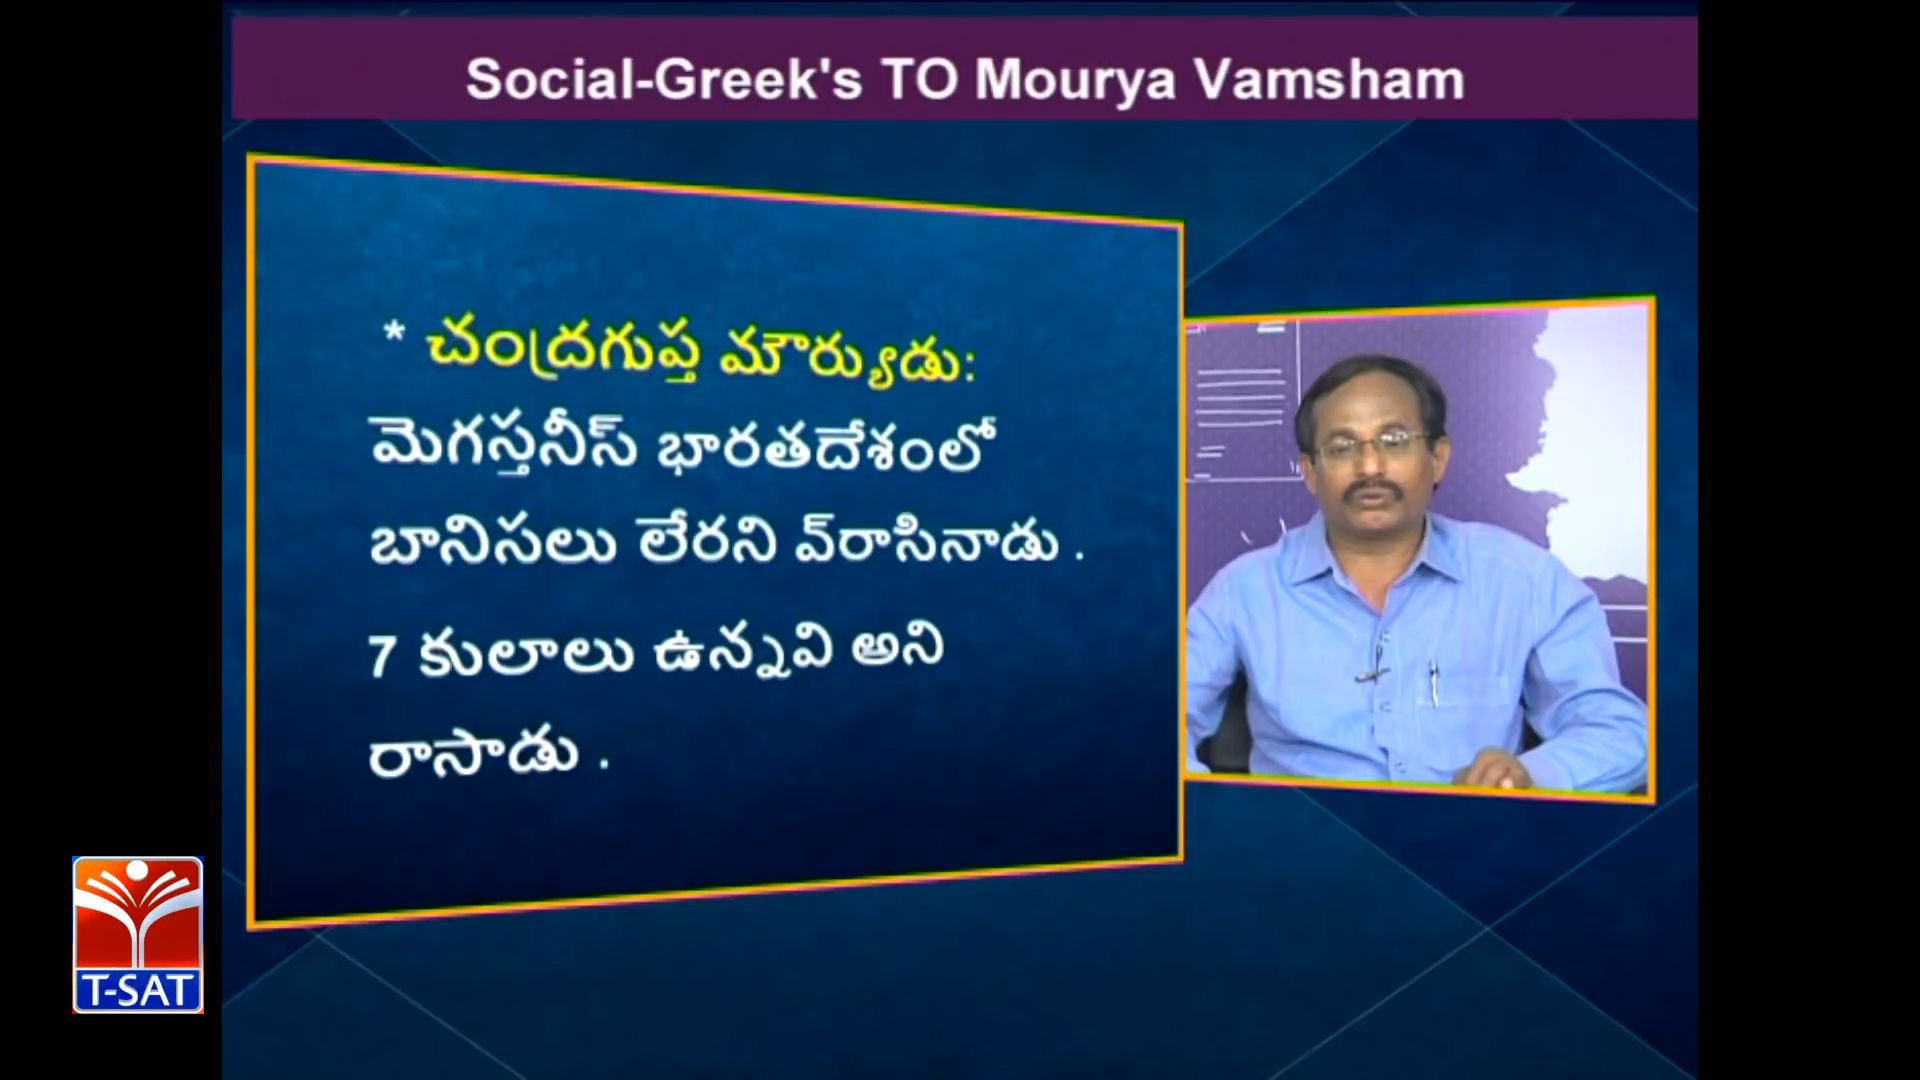 Social-Greek's TO Mourya Vamsham
* చంద్రగుప్త మౌర్యుడు:
మెగస్తనీస్ భారతదేశంలో
బానిసలు లేరని వ్‌రాసినాడు .
7 కులాలు ఉన్నవి అని
రాసాడు .
T-SAT